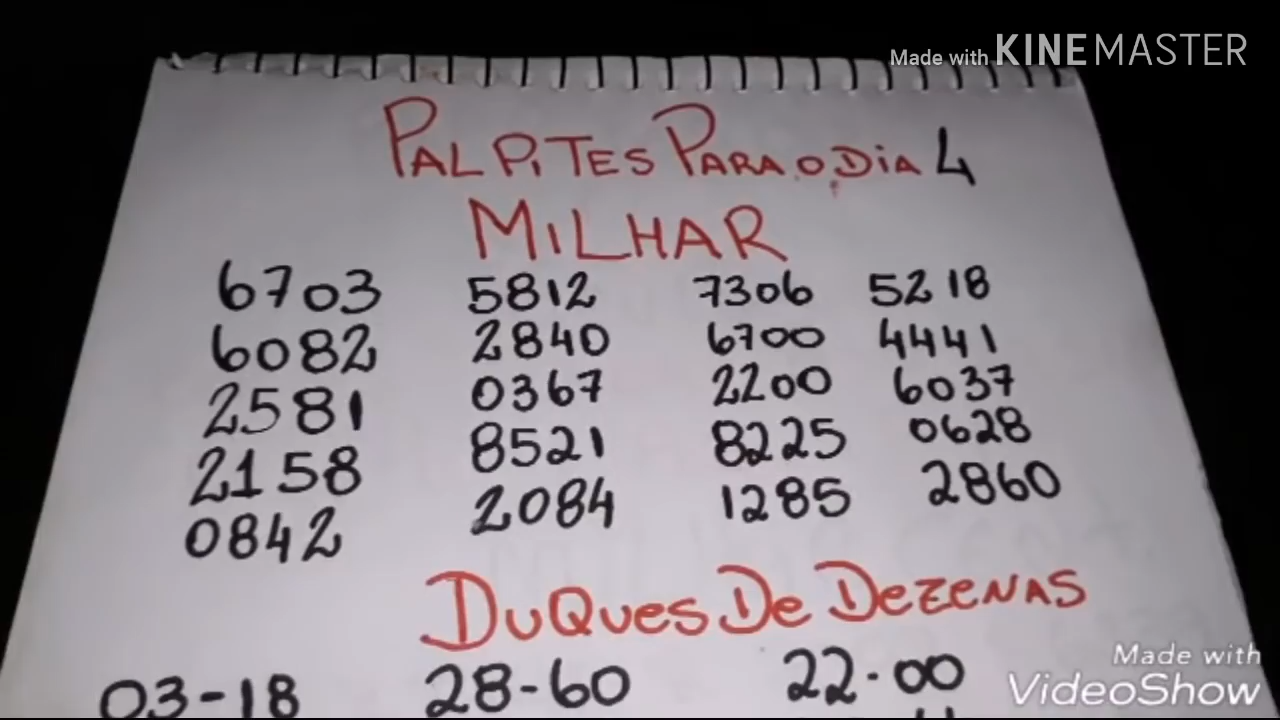 Made with KINEMASTER
PALPiTES PARA O DiA 4
MiLHAR
6703 5812 7306 5218
6082 2840 6700 4441
2581 0367 2200 6037
2158 8521 8225 0628
0842 2084 1285 2860
DuQues De DezeNAS
03-18 28-60 22-00
Made with
VideoShow